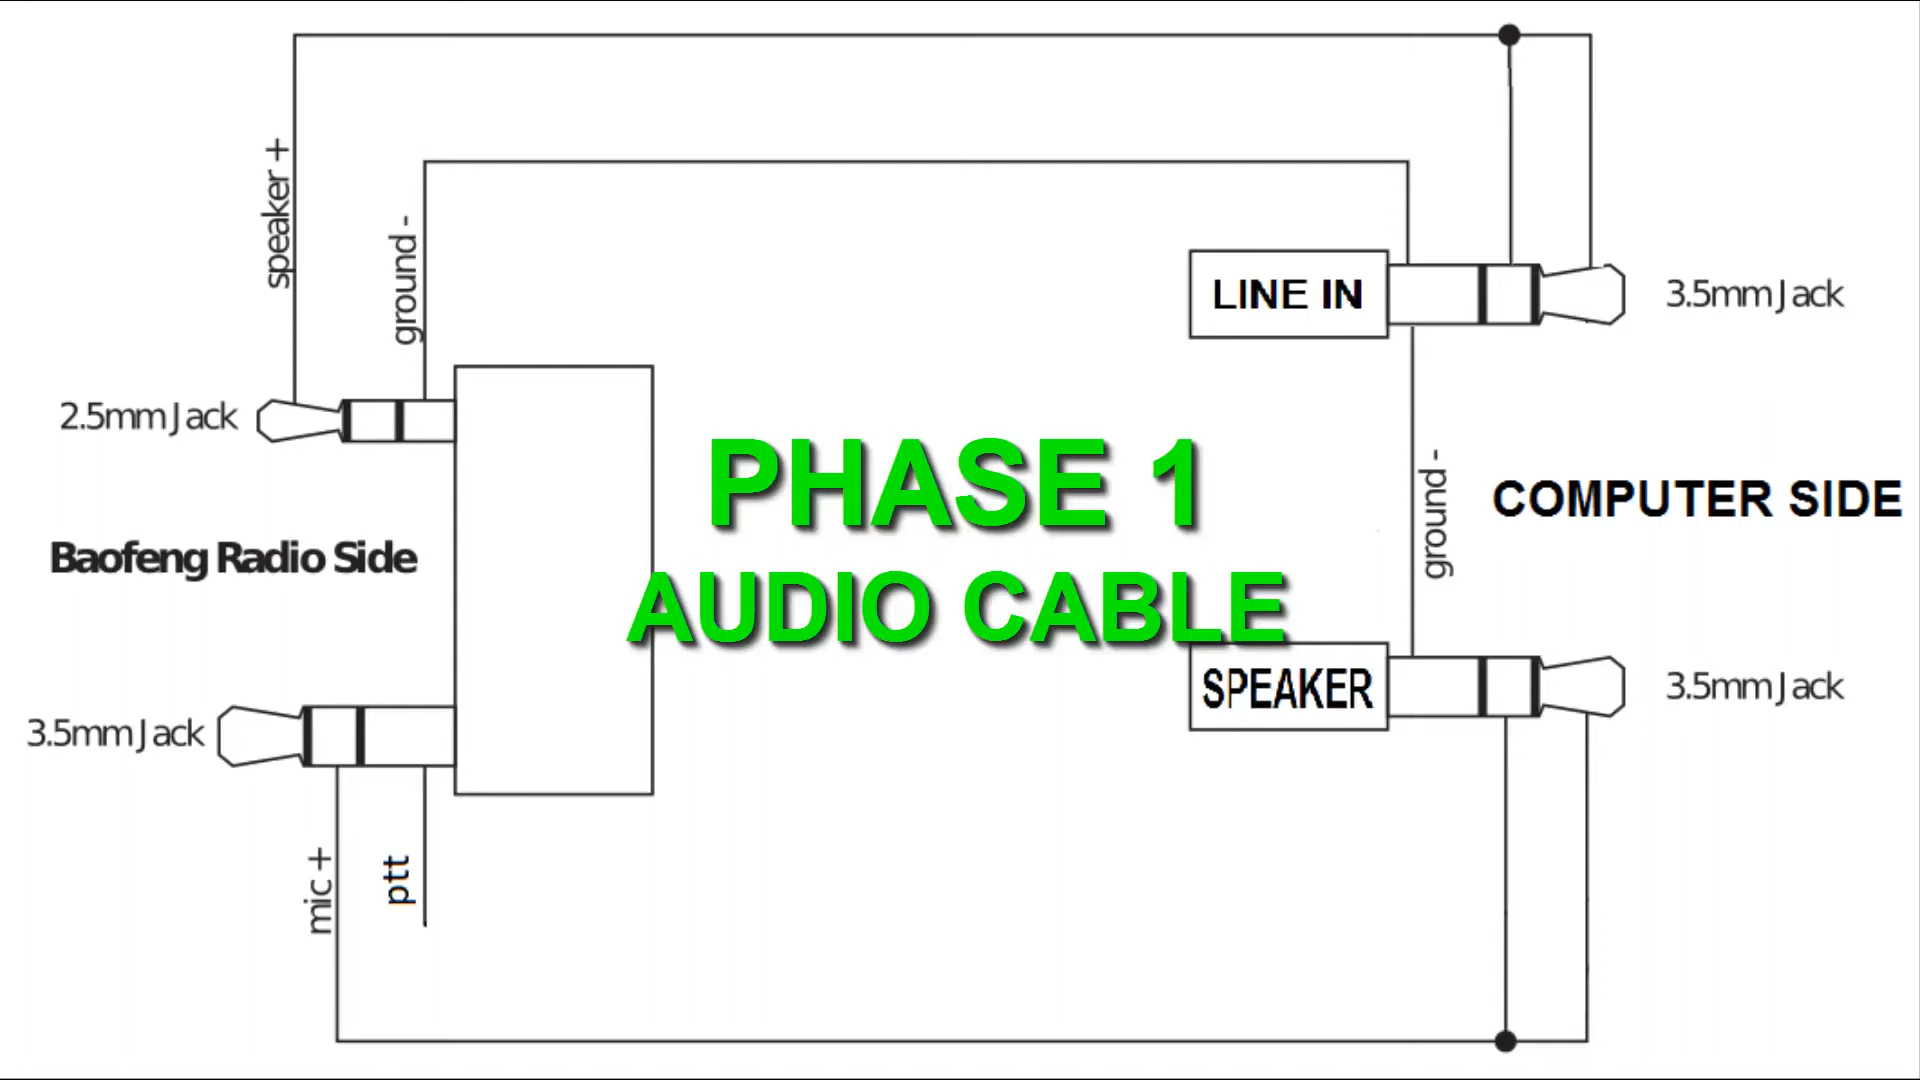 speaker +
ground -
LINE IN
3.5mm Jack
2.5mm Jack
PHASE 1
ground -
COMPUTER SIDE
Baofeng Radio Side
AUDIO CABLE
SPEAKER
3.5mm Jack
3.5mm Jack
mic +
ptt